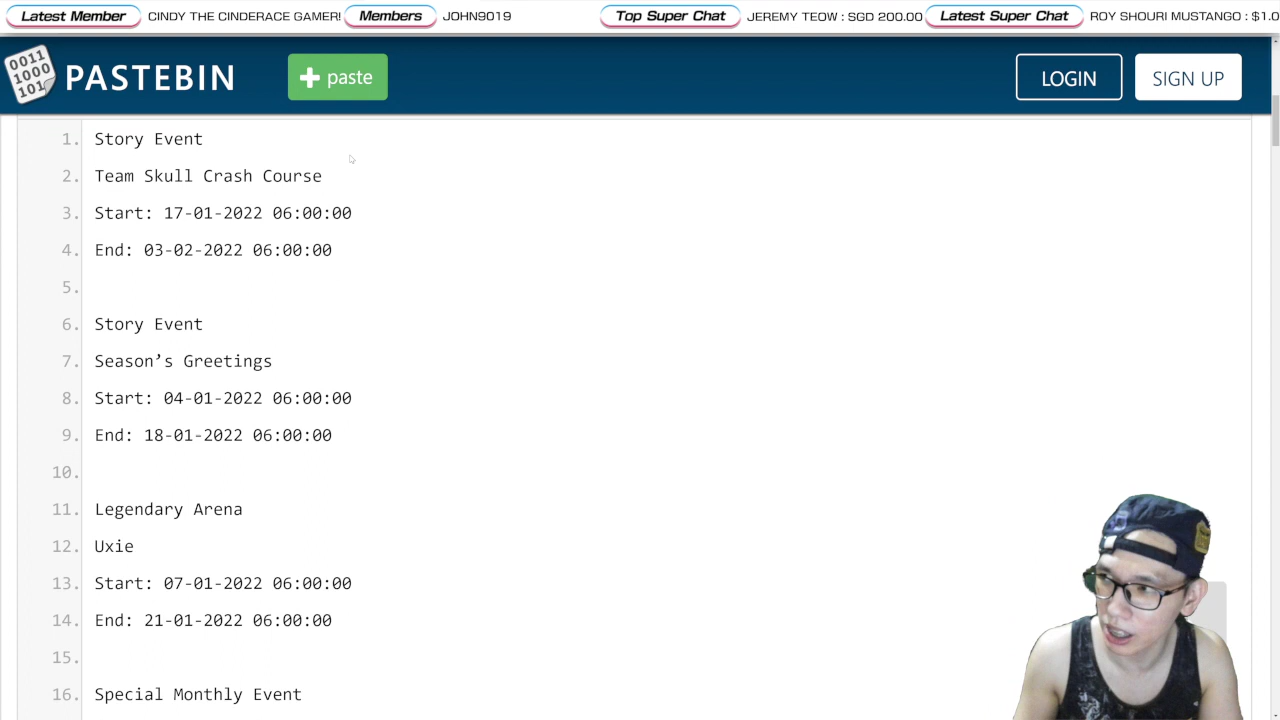 Latest Member CINDY THE CINDERACE GAMER! Members JOHN9019 Top Super Chat JEREMY TEOW : SGD 200.00 Latest Super Chat ROY SHOURI MUSTANGO : $1.0
0011
1000
101
PASTEBIN + paste LOGIN SIGN UP
1. Story Event
2. Team Skull Crash Course
3. Start: 17-01-2022 06:00:00
4. End: 03-02-2022 06:00:00
5.
6. Story Event
7. Season’s Greetings
8. Start: 04-01-2022 06:00:00
9. End: 18-01-2022 06:00:00
10.
11. Legendary Arena
12. Uxie
13. Start: 07-01-2022 06:00:00
14. End: 21-01-2022 06:00:00
15.
16. Special Monthly Event